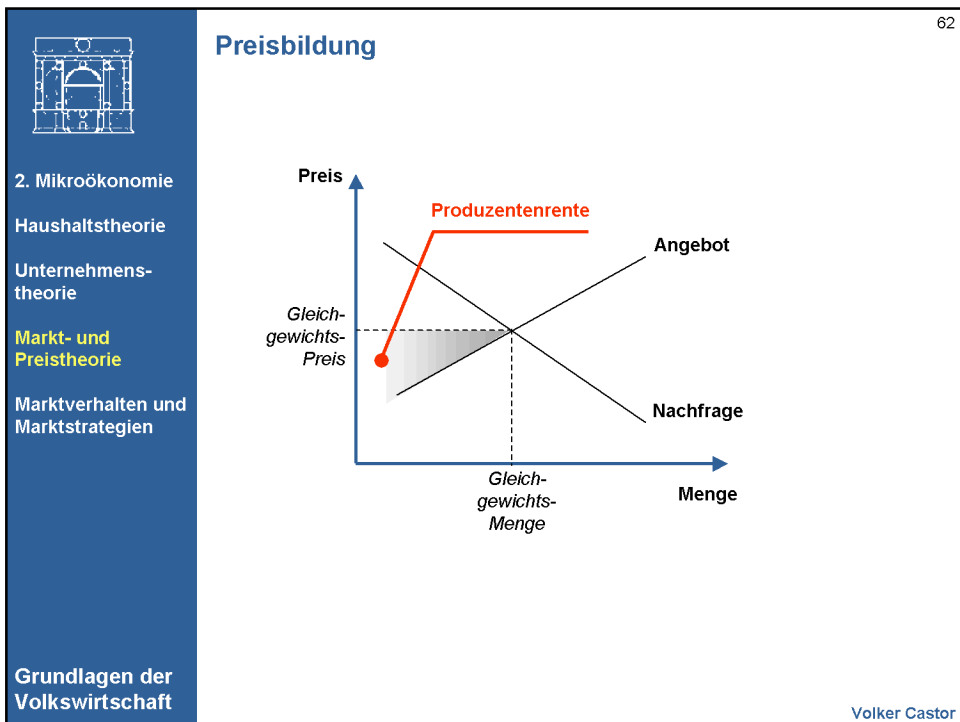 62
Preisbildung
2. Mikroökonomie
Haushaltstheorie
Unternehmens-
theorie
Markt- und
Preistheorie
Marktverhalten und
Marktstrategien
Preis
Produzentenrente
Angebot
Gleich-
gewichts-
Preis
Nachfrage
Gleich-
gewichts-
Menge
Menge
Grundlagen der
Volkswirtschaft
Volker Castor